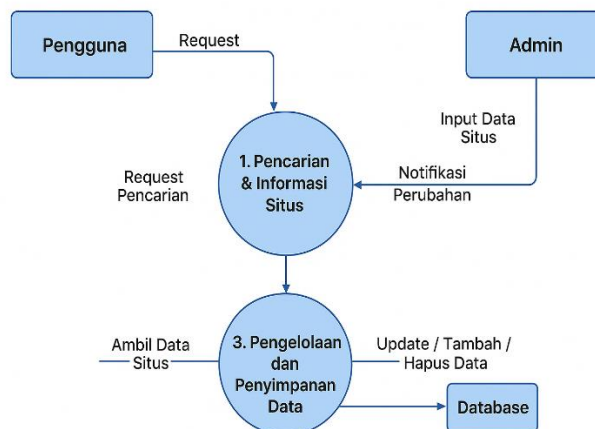 Pengguna
Request
Admin
Input Data
Situs
1. Pencarian
& Informasi
Situs
Request
Pencarian
Notifikasi
Perubahan
Ambil Data
Situs
3. Pengelolaan
dan
Penyimpanan
Data
Update / Tambah /
Hapus Data
Database